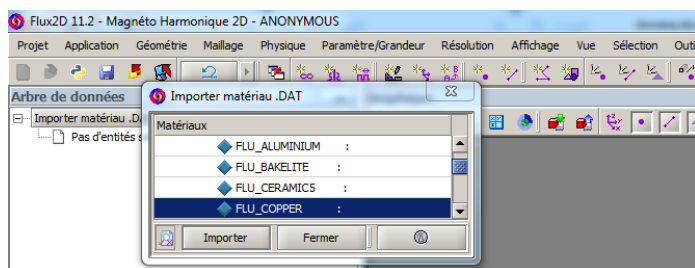 Flux2D 11.2 - Magnéto Harmonique 2D - ANONYMOUS
Projet Application Géométrie Maillage Physique Paramètre/Grandeur Résolution Affichage Vue Sélection Outi
Arbre de données
Importer matériau .DAT
Importer matériau .D
Matériaux
Pas d'entités s
FLU_ALUMINIUM :
FLU_BAKELITE :
FLU_CERAMIC5 :
FLU_COPPER :
Importer Fermer